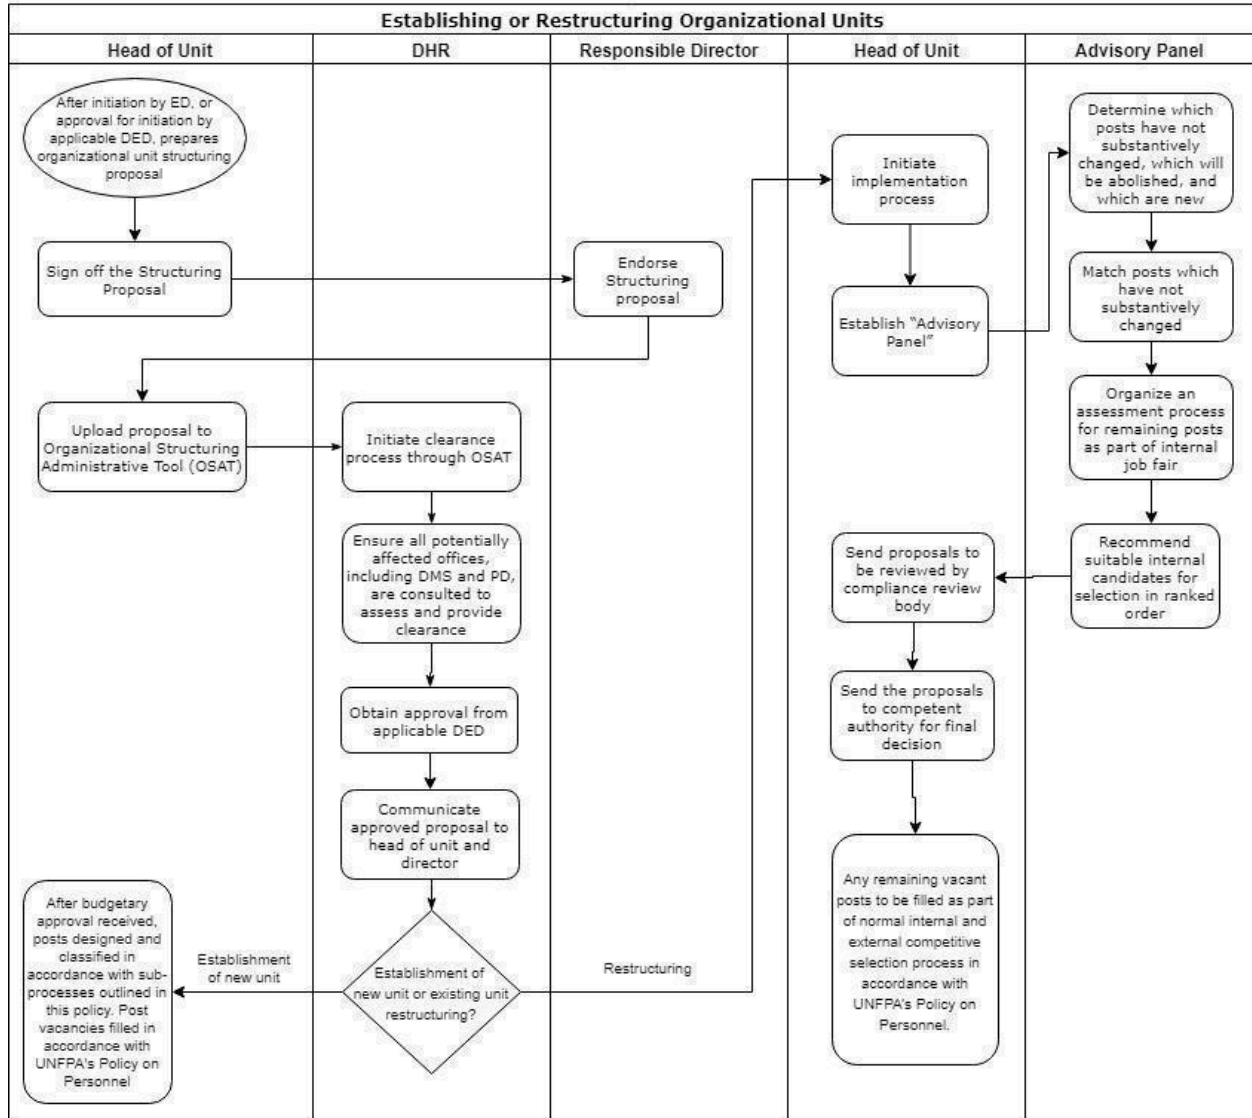 Establishing or Restructuring Organizational Units
Head of Unit
DHR
Responsible Director
Head of Unit
Advisory Panel
After initiation by ED, or
approval for initiation by
applicable DED, prepares
organizational unit structuring
proposal
Sign off the Structuring
Proposal
Endorse
Structuring
proposal
Upload proposal to
Organizational Structuring
Administrative Tool (OSAT)
Initiate clearance
process through OSAT
Ensure all potentially
affected offices,
including DMS and PD,
are consulted to
assess and provide
clearance
Obtain approval from
applicable DED
Communicate
approved proposal to
head of unit and
director
Establishment of
new unit or existing unit
restructuring?
Establishment
of new unit
After budgetary
approval received,
posts designed and
classified in
accordance with sub-
processes outlined in
this policy. Post
vacancies filled in
accordance with
UNFPA's Policy on
Personnel
Restructuring
Initiate
implementation
process
Establish “Advisory
Panel”
Determine which
posts have not
substantively
changed, which will
be abolished, and
which are new
Match posts which
have not
substantively
changed
Organize an
assessment process
for remaining posts
as part of internal
job fair
Recommend
suitable internal
candidates for
selection in ranked
order
Send proposals to
be reviewed by
compliance review
body
Send the proposals
to competent
authority for final
decision
Any remaining vacant
posts to be filled as part
of normal internal and
external competitive
selection process in
accordance with
UNFPA's Policy on
Personnel.